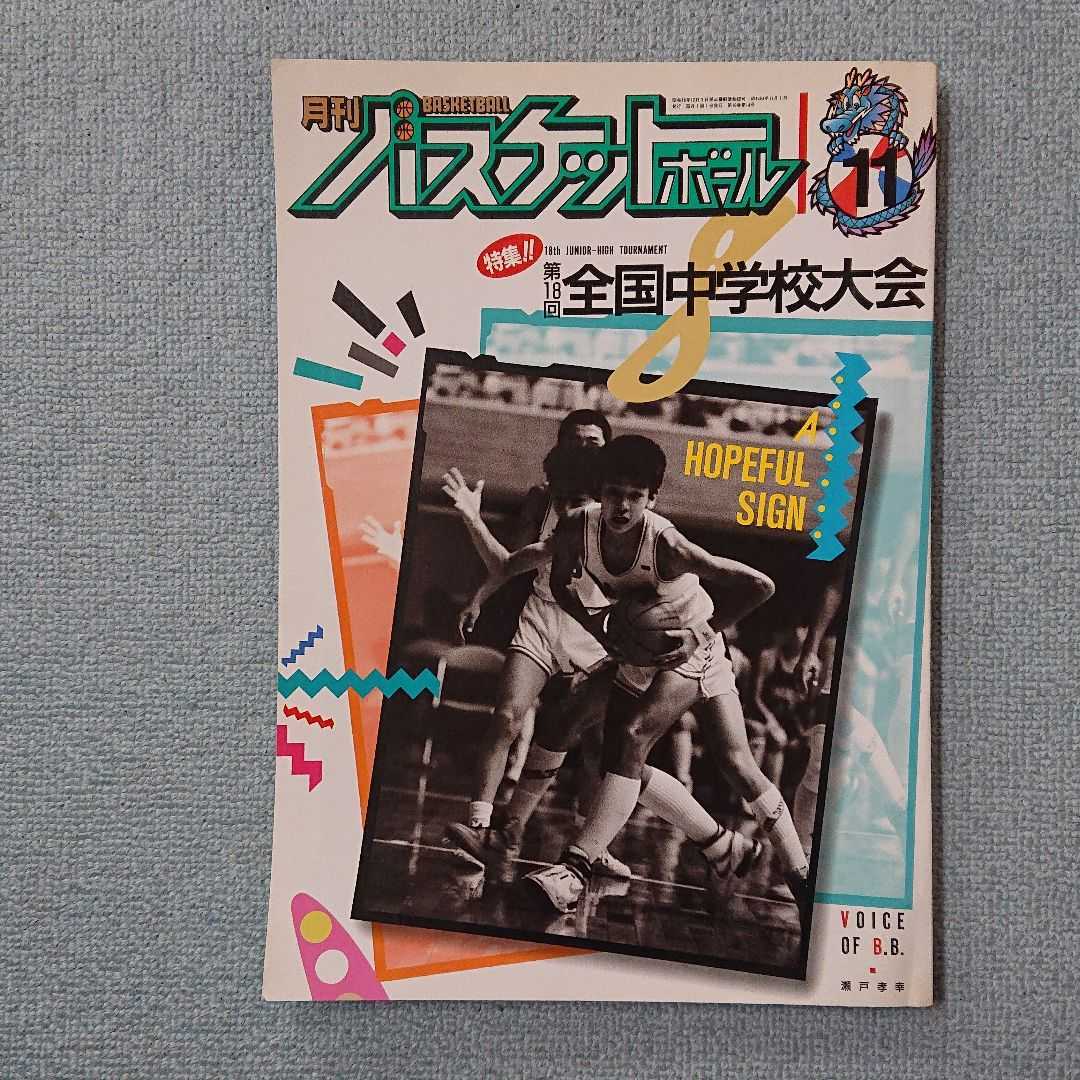 月刊
BASKETBALL
バスケットボール
11
特集!!
18th JUNIOR-HIGH TOURNAMENT
第18回
全国中学校大会
A
HOPEFUL
SIGN
VOICE
OF B.B.
瀬戸孝幸